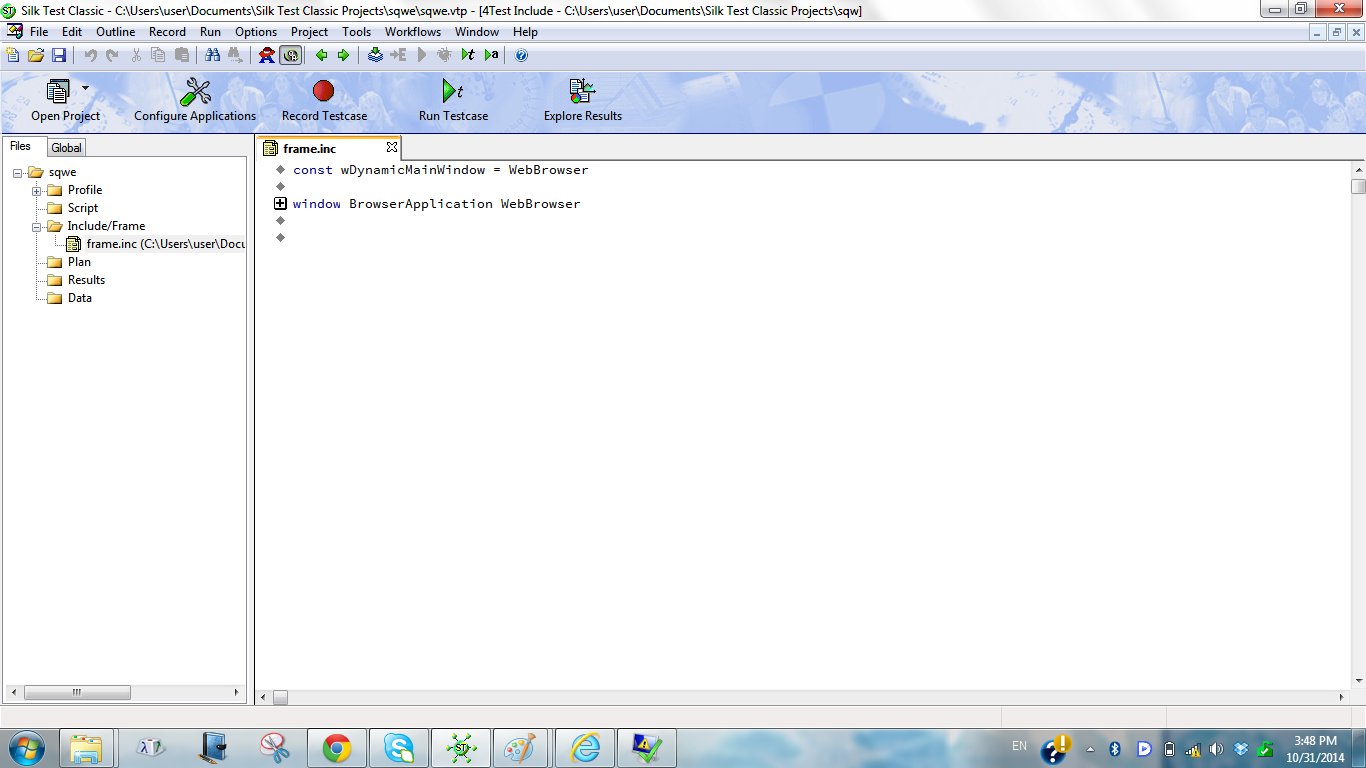 Silk Test Classic - C:\Users\user\Documents\Silk Test Classic Projects\sqwe\sqwe.vtp - [4Test Include - C:\Users\user\Documents\Silk Test Classic Projects\sqw]
File Edit Outline Record Run Options Project Tools Workflows Window Help
Open Project Configure Applications Record Testcase Run Testcase Explore Results
Files Global
frame.inc
sqwe
Profile
Script
Include/Frame
frame.inc (C:\Users\user\Docu
Plan
Results
Data
const wDynamicMainWindow = WebBrowser
window BrowserApplication WebBrowser
EN
3:48 PM
10/31/2014